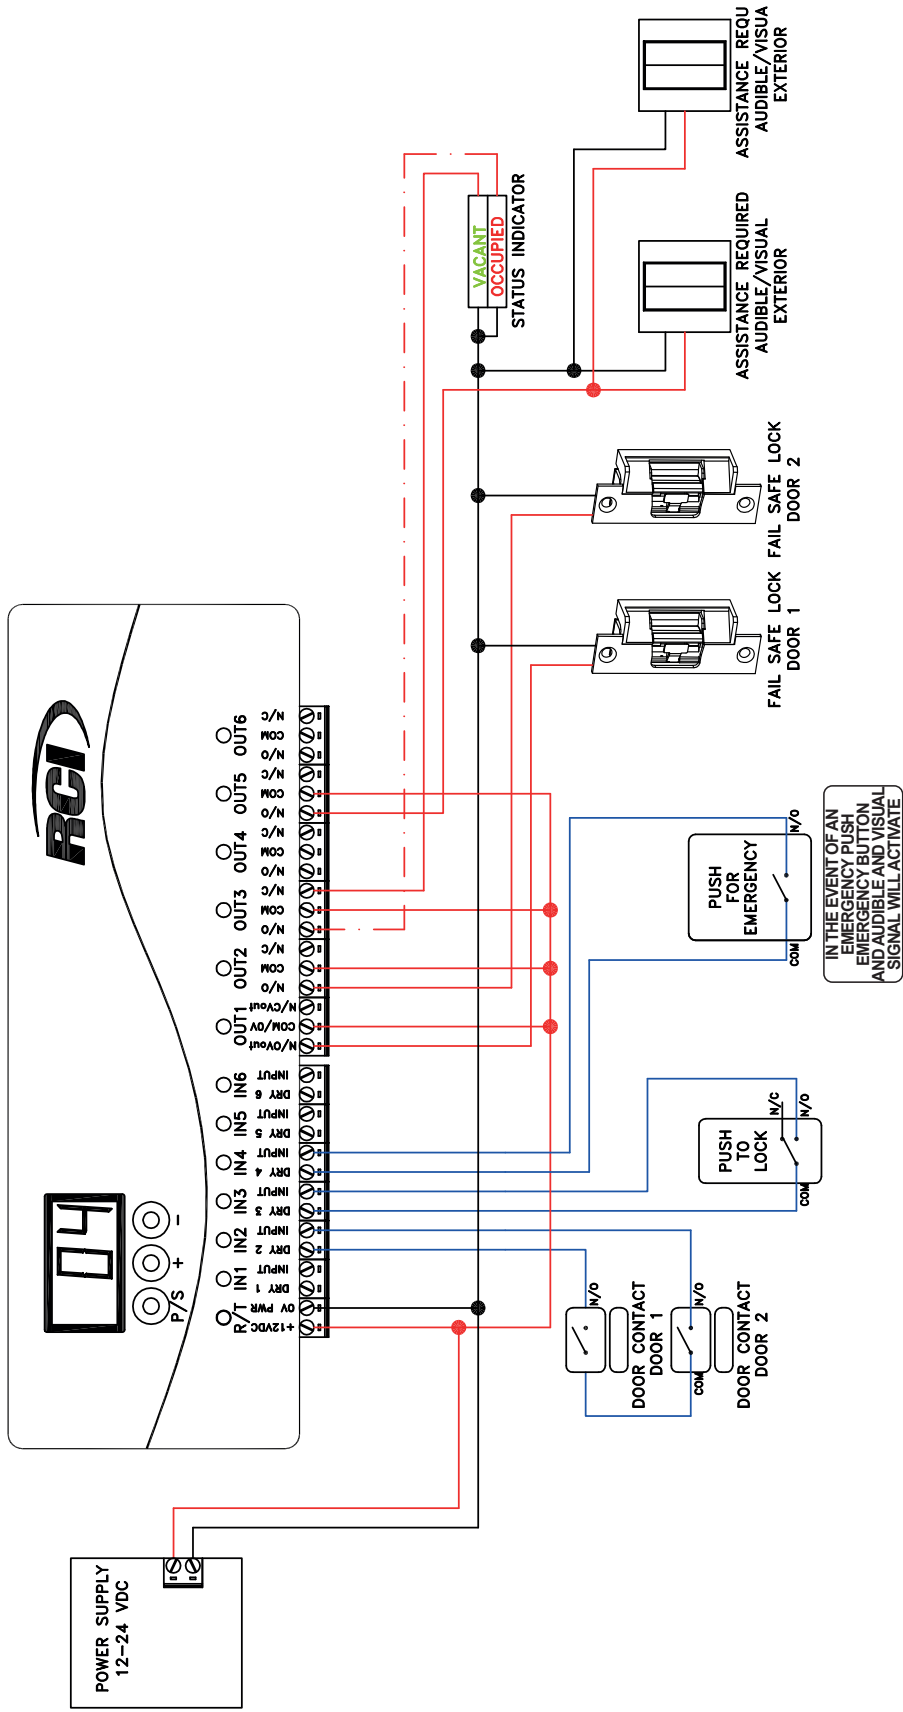 POWER SUPPLY
12-24 VDC
RCI
04
P/S
+
-
R/T
IN1
IN2
IN3
IN4
IN5
IN6
OUT1
OUT2
OUT3
OUT4
OUT5
OUT6
+12VDC
0V PWR
DRY 1
INPUT
DRY 2
INPUT
DRY 3
INPUT
DRY 4
INPUT
DRY 5
INPUT
DRY 6
INPUT
N/OVout
COM/0V
N/CVout
N/O
COM
N/C
N/O
COM
N/C
N/O
COM
N/C
N/O
COM
N/C
N/O
COM
N/C
VACANT
OCCUPIED
STATUS INDICATOR
N/O
DOOR CONTACT
DOOR 1
COM
N/O
DOOR CONTACT
DOOR 2
PUSH
TO
LOCK
COM
N/C
N/O
PUSH
FOR
EMERGENCY
COM
N/O
IN THE EVENT OF AN
EMERGENCY PUSH
EMERGENCY BUTTON
AND AUDIBLE AND VISUAL
SIGNAL WILL ACTIVATE
FAIL SAFE LOCK
DOOR 1
FAIL SAFE LOCK
DOOR 2
ASSISTANCE REQUIRED
AUDIBLE/VISUAL
EXTERIOR
ASSISTANCE REQU
AUDIBLE/VISUA
EXTERIOR